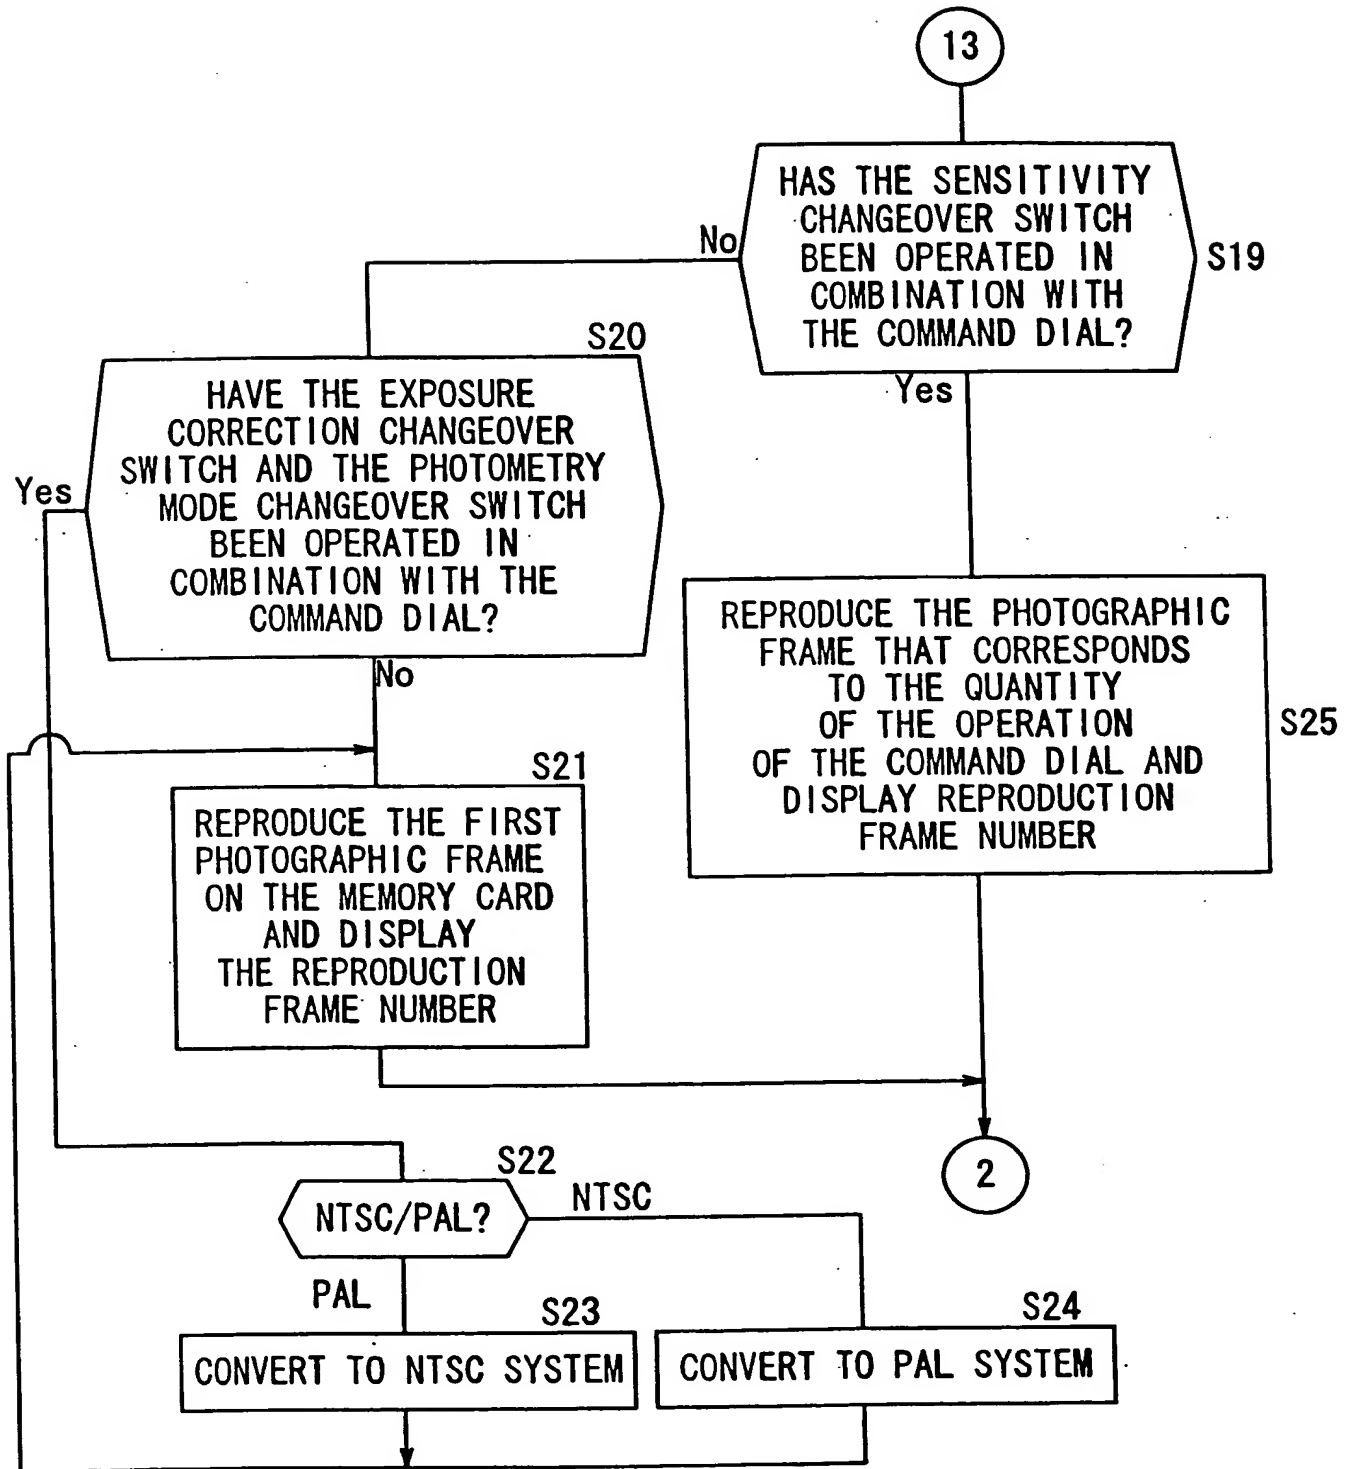 13
HAS THE SENSITIVITY
CHANGEOVER SWITCH
BEEN OPERATED IN
COMBINATION WITH
THE COMMAND DIAL?
S19
No
Yes
S20
HAVE THE EXPOSURE
CORRECTION CHANGEOVER
SWITCH AND THE PHOTOMETRY
MODE CHANGEOVER SWITCH
BEEN OPERATED IN
COMBINATION WITH THE
COMMAND DIAL?
Yes
No
REPRODUCE THE PHOTOGRAPHIC
FRAME THAT CORRESPONDS
TO THE QUANTITY
OF THE OPERATION
OF THE COMMAND DIAL AND
DISPLAY REPRODUCTION
FRAME NUMBER
S25
S21
REPRODUCE THE FIRST
PHOTOGRAPHIC FRAME
ON THE MEMORY CARD
AND DISPLAY
THE REPRODUCTION
FRAME NUMBER
2
S22
NTSC/PAL?
NTSC
PAL
S23
CONVERT TO NTSC SYSTEM
S24
CONVERT TO PAL SYSTEM